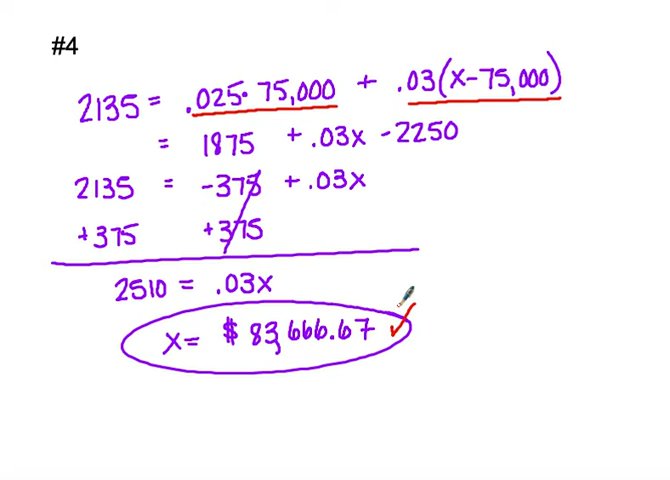 #4
2135 = .025 · 75,000 + .03(x-75,000)
= 1875 + .03x - 2250
2135 = -375 + .03x
+375 +375
2510 = .03x
x = $83,666.67 ✓